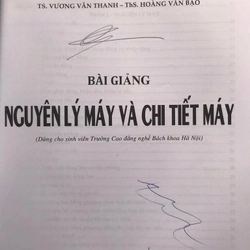 TS. VƯƠNG VĂN THANH – ThS. HOÀNG VĂN BẠO
BÀI GIẢNG
NGUYÊN LÝ MÁY VÀ CHI TIẾT MÁY
(Dùng cho sinh viên Trường Cao đẳng nghề Bách khoa Hà Nội)